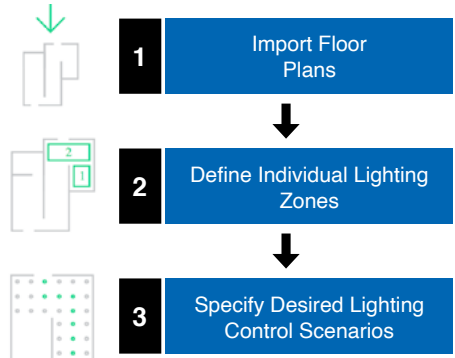 1
Import Floor
Plans
2
1
2
Define Individual Lighting
Zones
3
Specify Desired Lighting
Control Scenarios